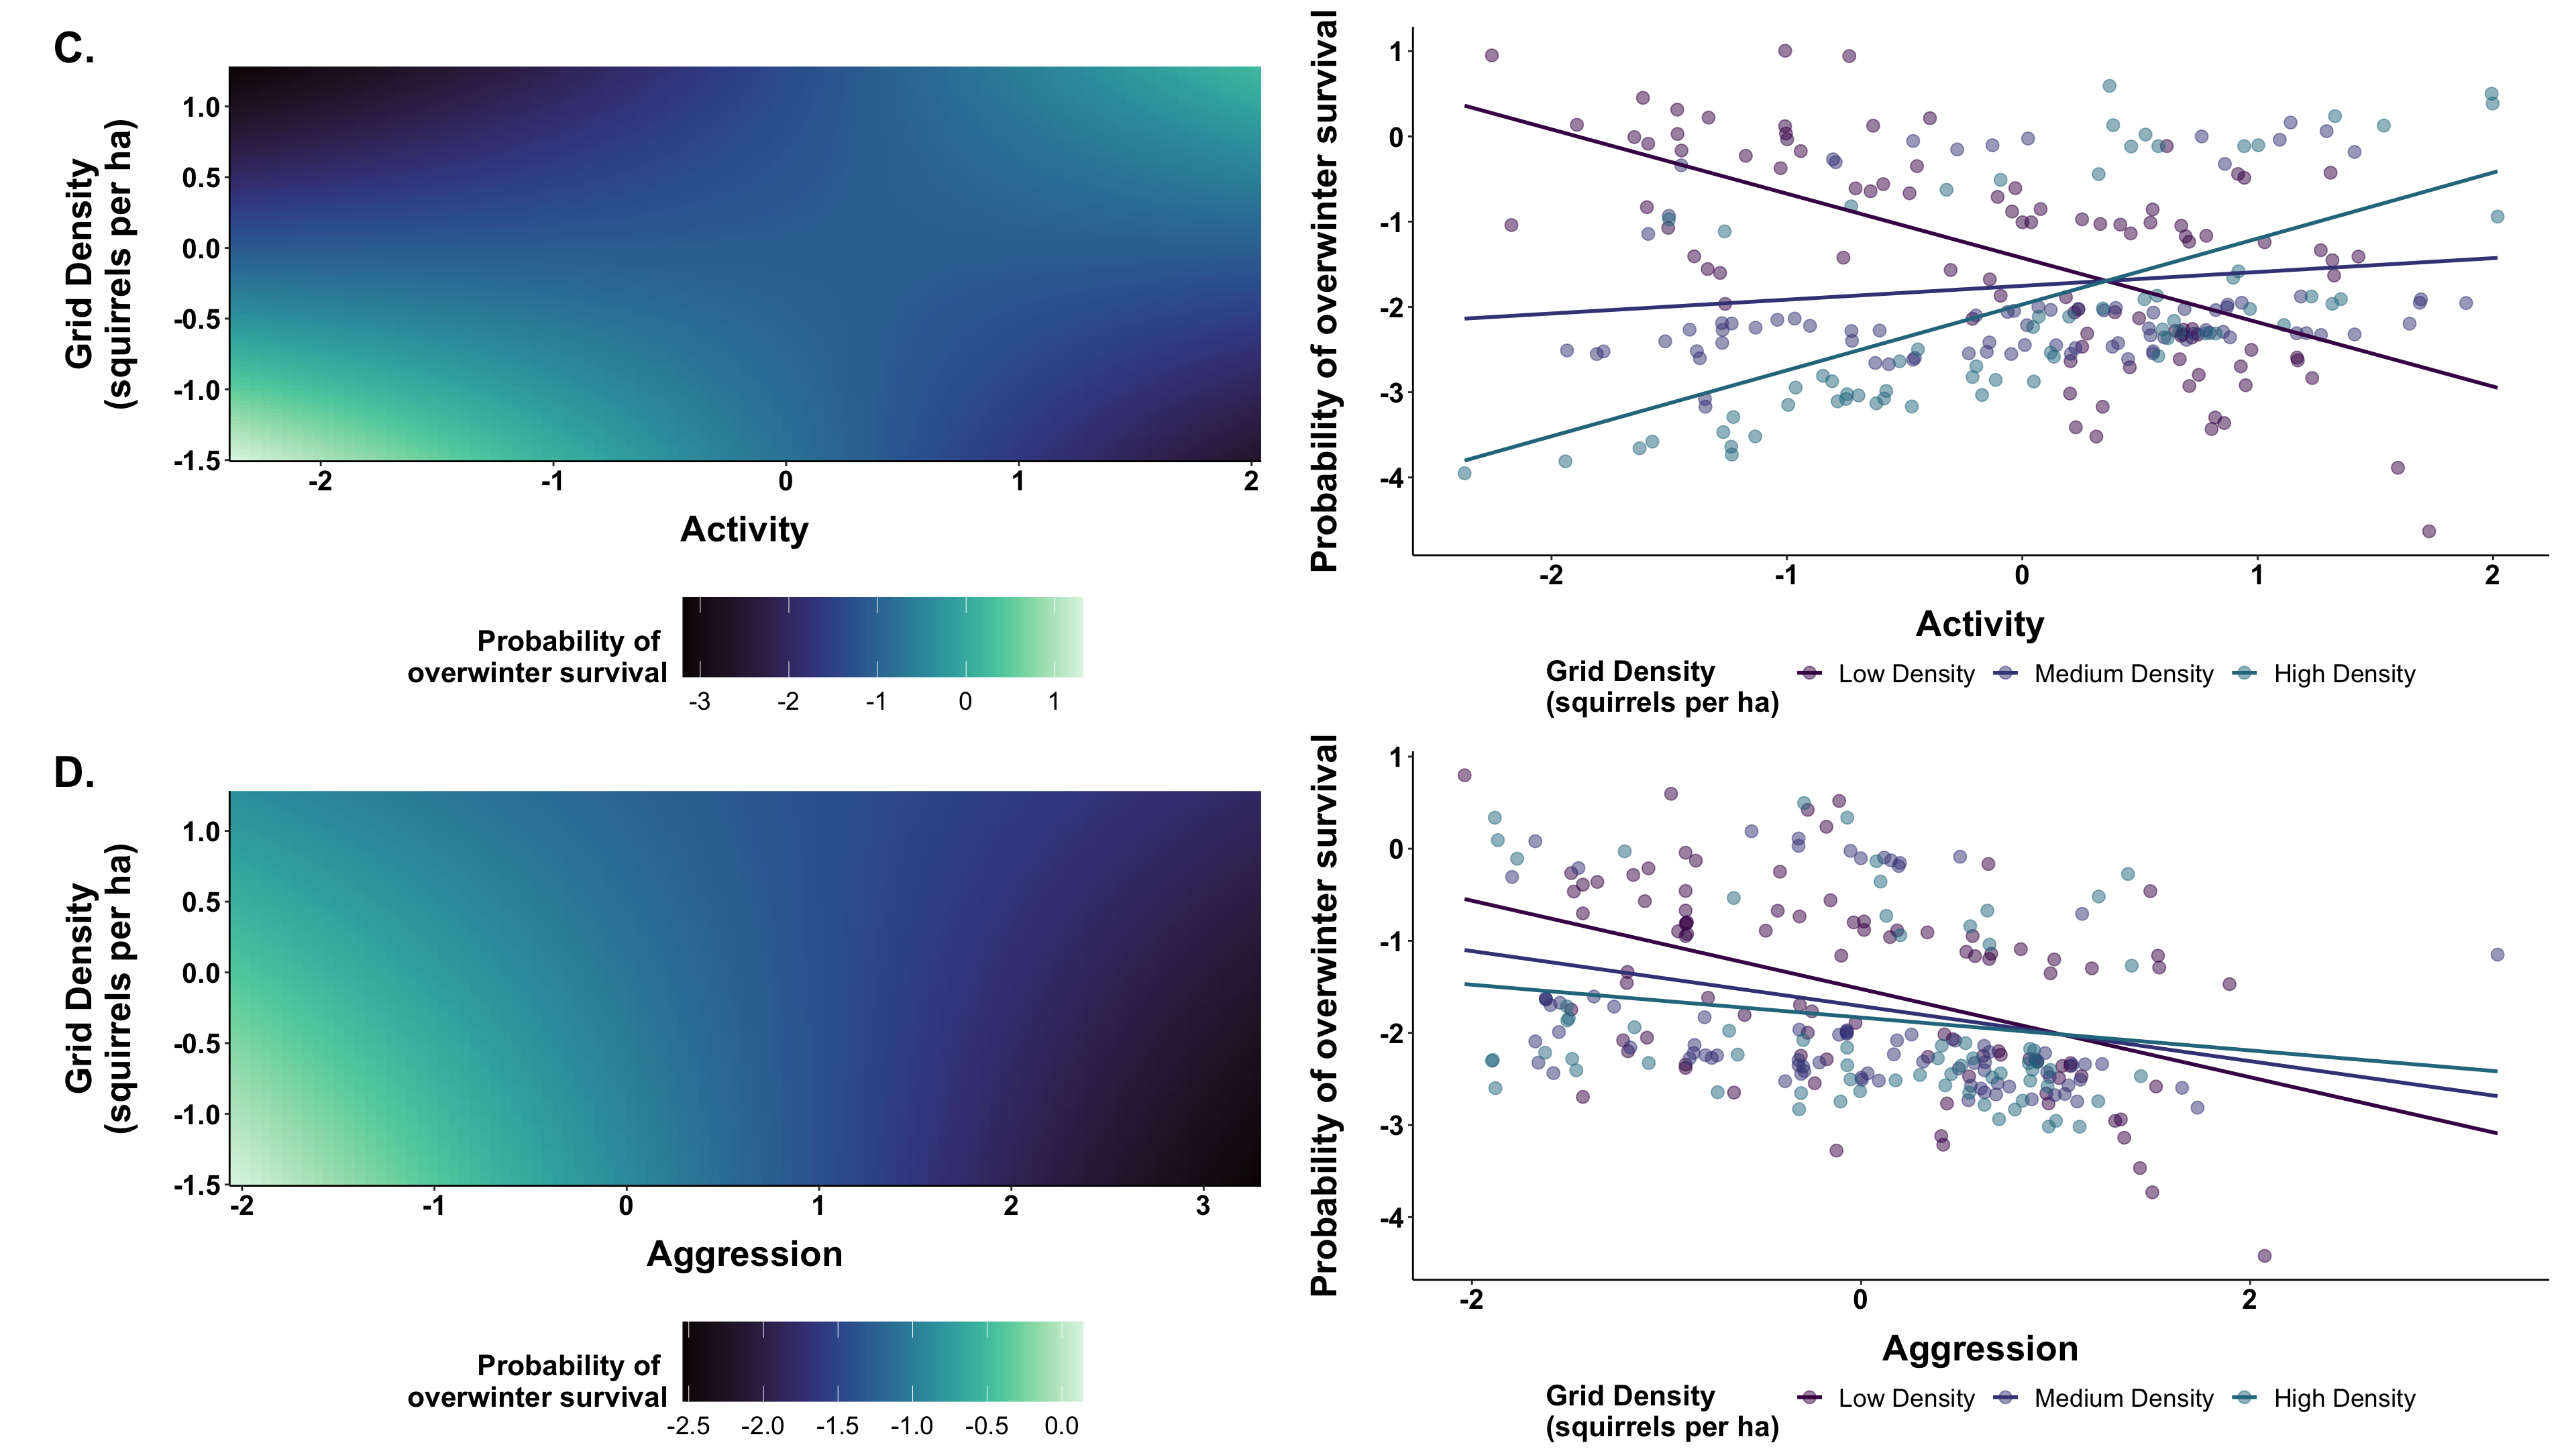 C.
Grid Density
(squirrels per ha)
1.0
0.5
0.0
-0.5
-1.0
-1.5
-2 -1 0 1 2
Activity
Probability of
overwinter survival
-3 -2 -1 0 1
Probability of overwinter survival
1
0
-1
-2
-3
-4
-2 -1 0 1 2
Activity
Grid Density
(squirrels per ha)
Low Density Medium Density High Density
D.
Grid Density
(squirrels per ha)
1.0
0.5
0.0
-0.5
-1.0
-1.5
-2 -1 0 1 2 3
Aggression
Probability of
overwinter survival
-2.5 -2.0 -1.5 -1.0 -0.5 0.0
Probability of overwinter survival
1
0
-1
-2
-3
-4
-2 0 2
Aggression
Grid Density
(squirrels per ha)
Low Density Medium Density High Density